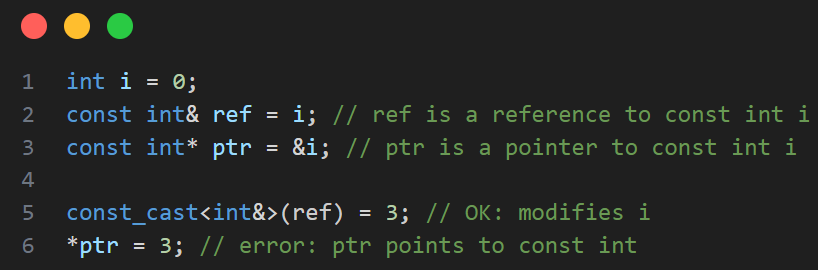 1 int i = 0;
2 const int& ref = i; // ref is a reference to const int i
3 const int* ptr = &i; // ptr is a pointer to const int i
4
5 const_cast<int&>(ref) = 3; // OK: modifies i
6 *ptr = 3; // error: ptr points to const int